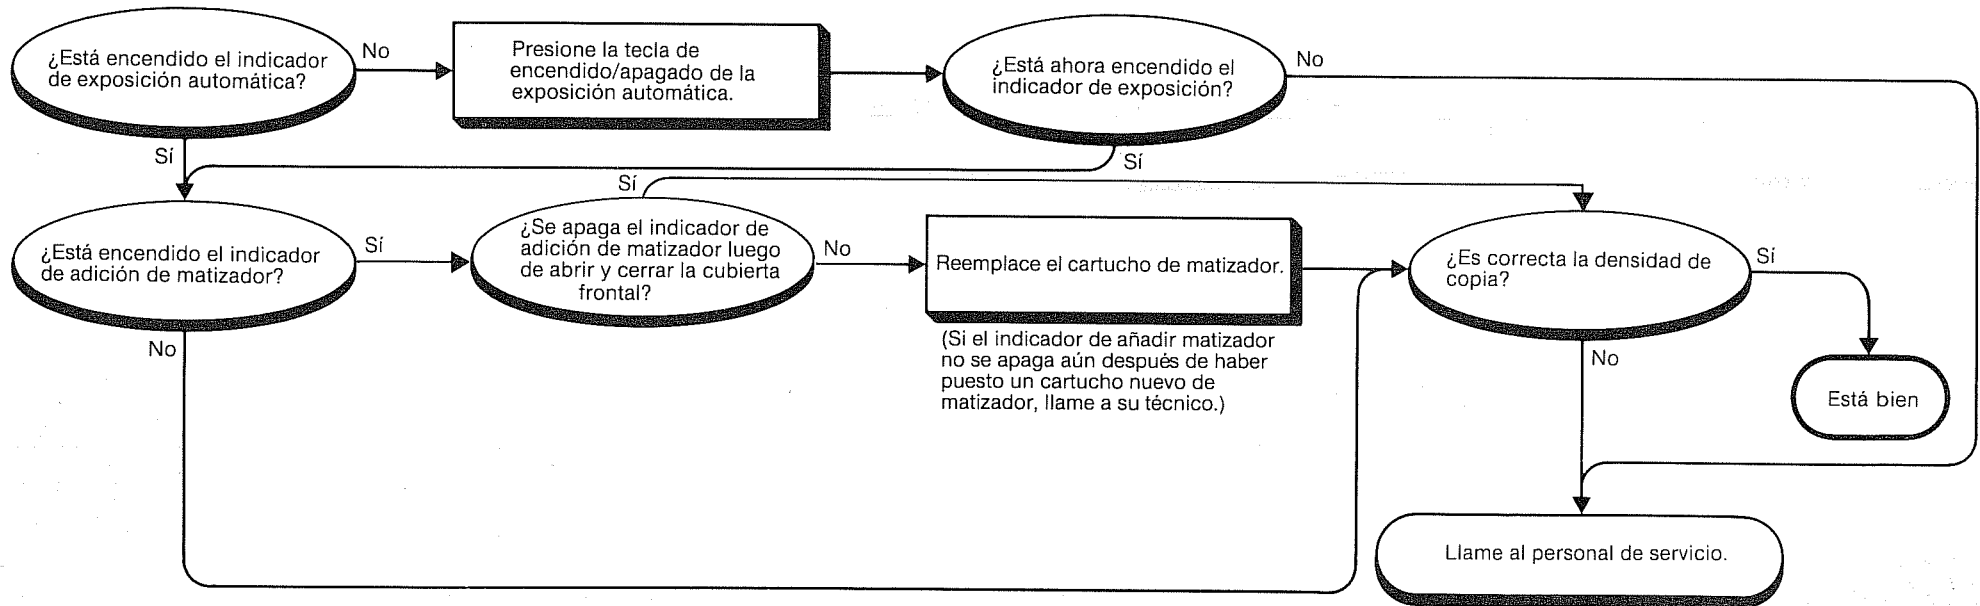 ¿Está encendido el indicador
de exposición automática?
No
Presione la tecla de
encendido/apagado de la
exposición automática.
¿Está ahora encendido el
indicador de exposición?
No
Sí
Sí
¿Está encendido el indicador
de adición de matizador?
Sí
Sí
¿Se apaga el indicador de
adición de matizador luego
de abrir y cerrar la cubierta
frontal?
No
Reemplace el cartucho de matizador.
(Si el indicador de añadir matizador
no se apaga aún después de haber
puesto un cartucho nuevo de
matizador, llame a su técnico.)
¿Es correcta la densidad de
copia?
Sí
Está bien
No
No
Llame al personal de servicio.